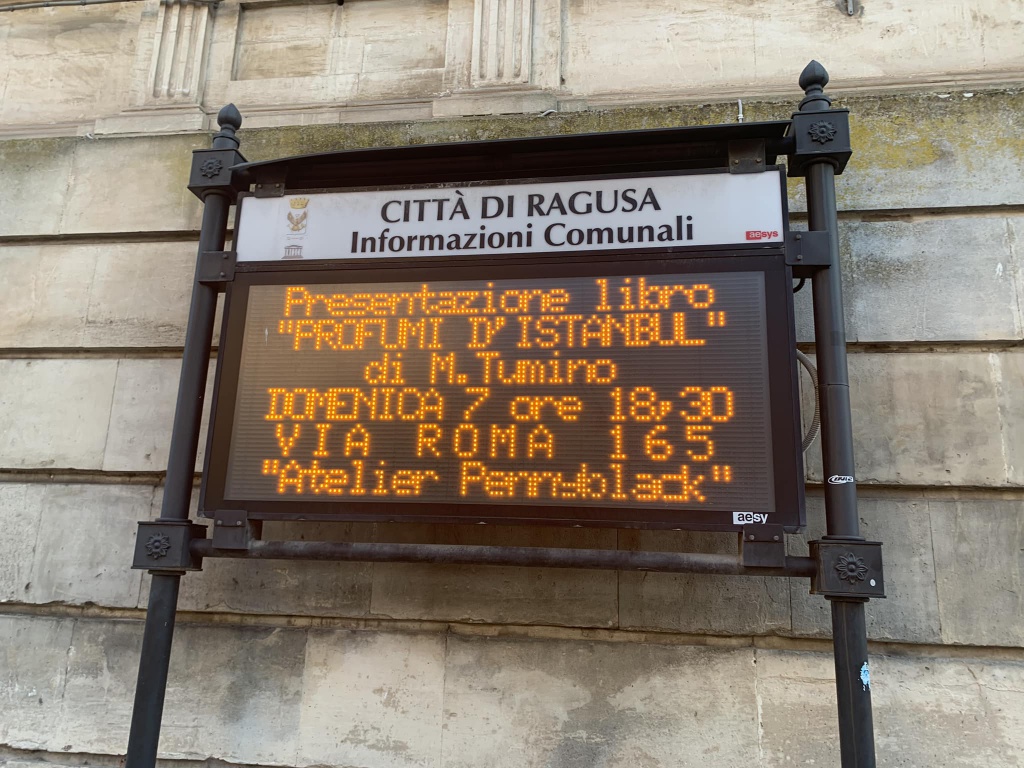 CITTÀ DI RAGUSA
Informazioni Comunali
aesys
Presentazione libro
"PROFUMI D'ISTANBUL"
di M.Tumino
DOMENICA 7 ore 18,30
VIA ROMA 165
"Atelier Pennyblack"
aesy